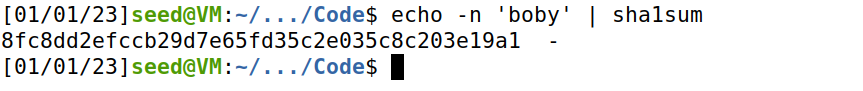 [01/01/23]seed@VM:~/.../Code$ echo -n 'boby' | sha1sum
8fc8dd2efccb29d7e65fd35c2e035c8c203e19a1  -
[01/01/23]seed@VM:~/.../Code$